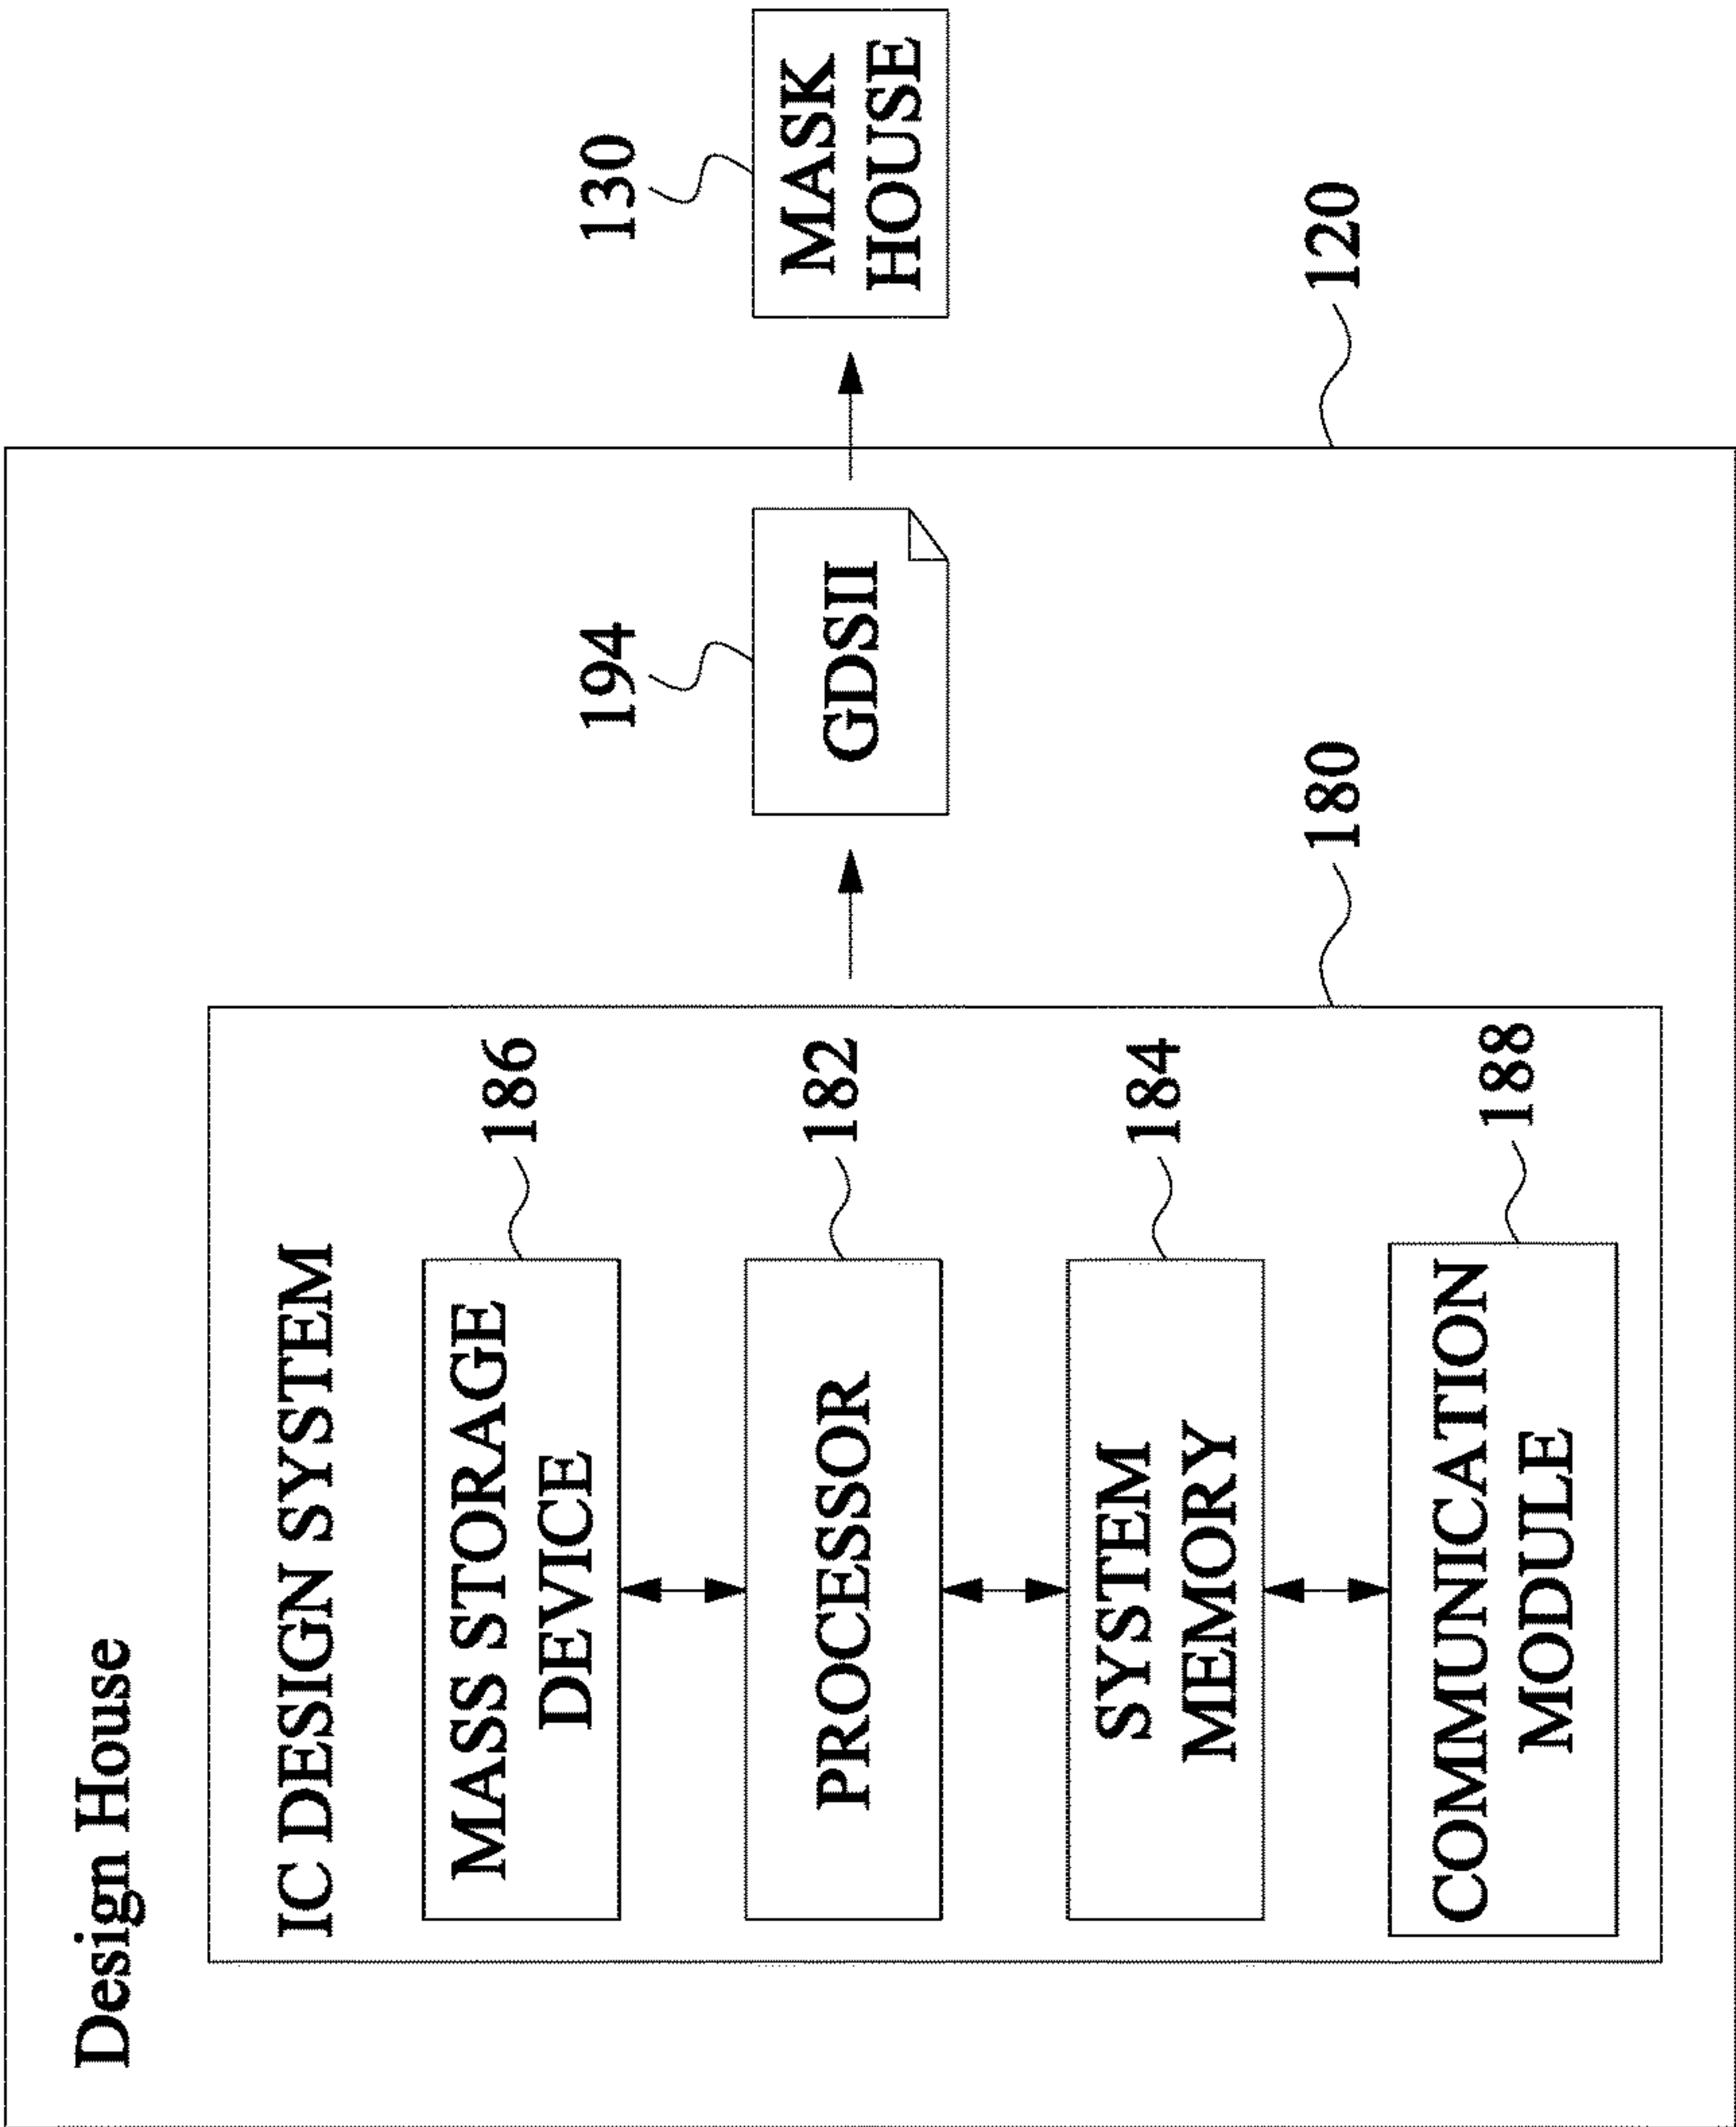 Design House
IC DESIGN SYSTEM
MASS STORAGE
DEVICE
186
PROCESSOR
182
SYSTEM
MEMORY
184
COMMUNICATION
MODULE
188
180
194
GDSII
120
130
MASK
HOUSE